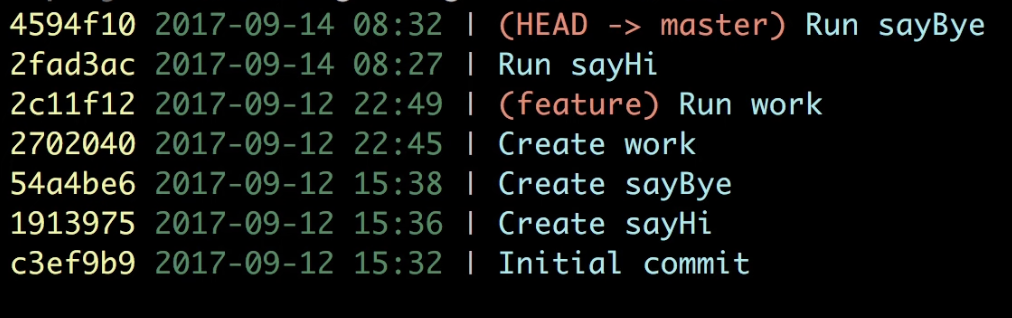 4594f10 2017-09-14 08:32 | (HEAD -> master) Run sayBye
2fad3ac 2017-09-14 08:27 | Run sayHi
2c11f12 2017-09-12 22:49 | (feature) Run work
2702040 2017-09-12 22:45 | Create work
54a4be6 2017-09-12 15:38 | Create sayBye
1913975 2017-09-12 15:36 | Create sayHi
c3ef9b9 2017-09-12 15:32 | Initial commit